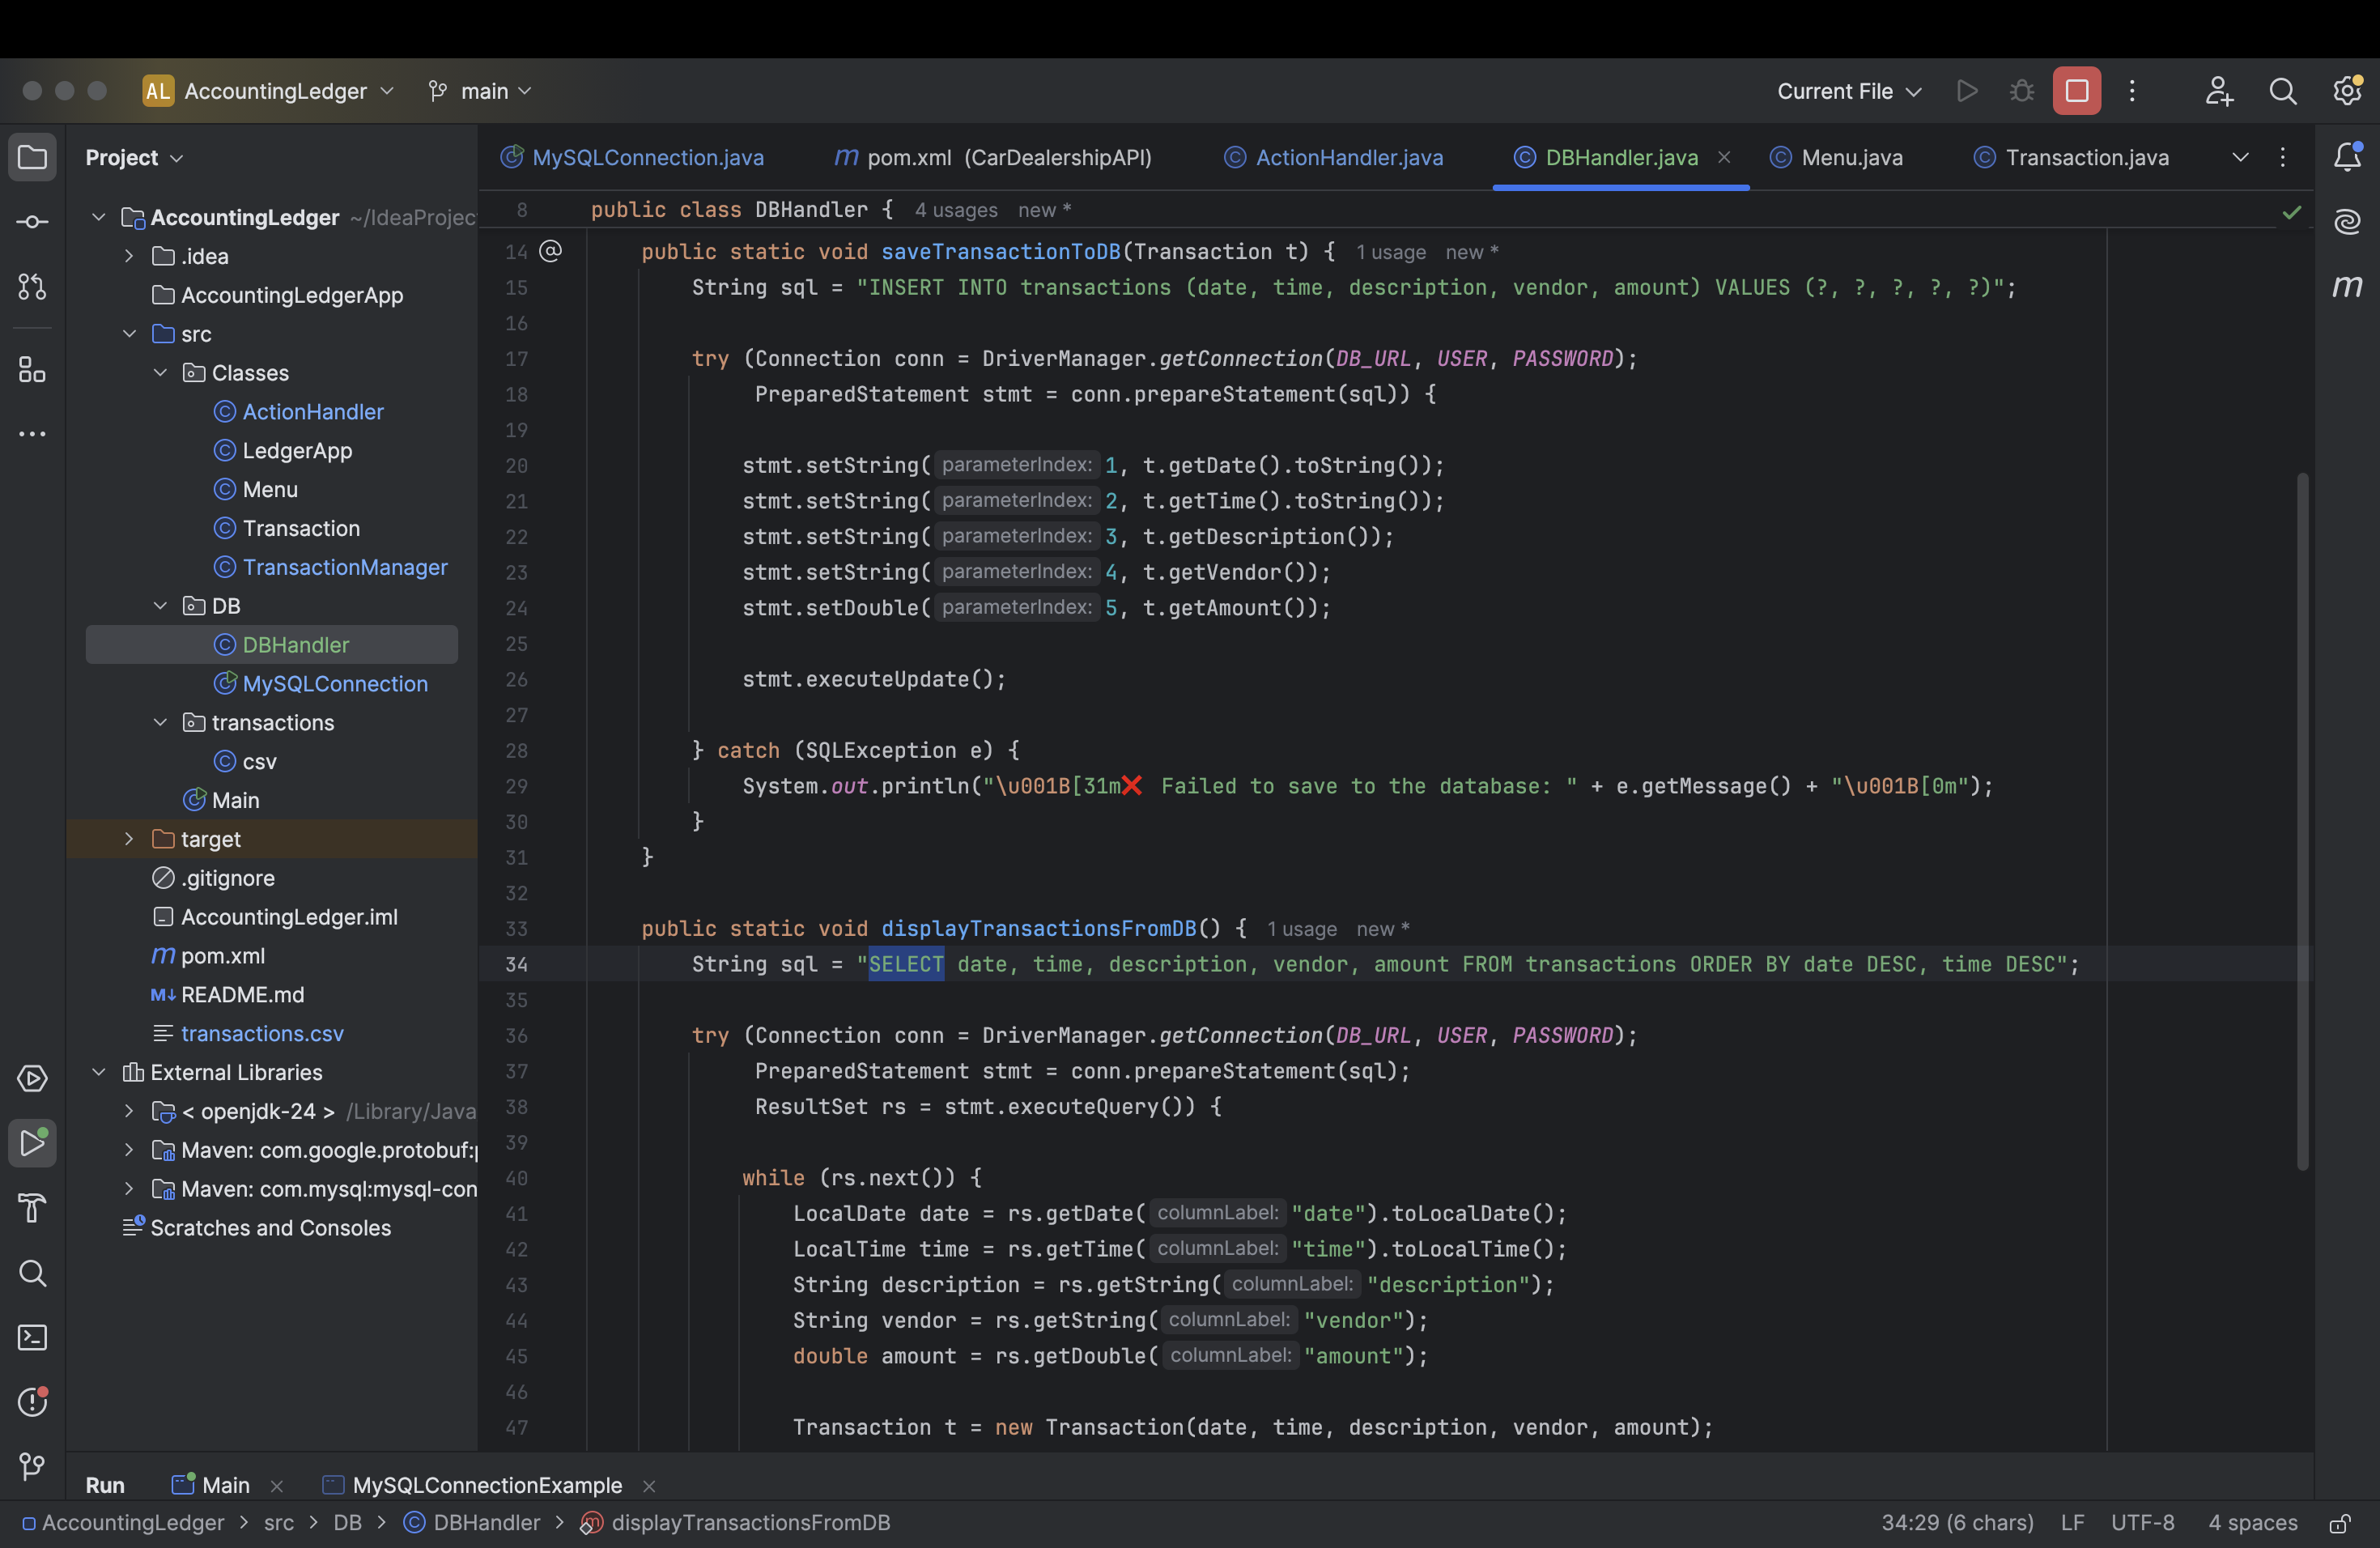 AL AccountingLedger main Current File
Project
MySQLConnection.java pom.xml (CarDealershipAPI) ActionHandler.java DBHandler.java Menu.java Transaction.java
AccountingLedger ~/IdeaProjec
.idea
AccountingLedgerApp
src
Classes
ActionHandler
LedgerApp
Menu
Transaction
TransactionManager
DB
DBHandler
MySQLConnection
transactions
csv
Main
target
.gitignore
AccountingLedger.iml
pom.xml
README.md
transactions.csv
External Libraries
< openjdk-24 > /Library/Java
Maven: com.google.protobuf:p
Maven: com.mysql:mysql-con
Scratches and Consoles
8 public class DBHandler { 4 usages new *
14 public static void saveTransactionToDB(Transaction t) { 1 usage new *
15 String sql = "INSERT INTO transactions (date, time, description, vendor, amount) VALUES (?, ?, ?, ?, ?)";
16
17 try (Connection conn = DriverManager.getConnection(DB_URL, USER, PASSWORD);
18 PreparedStatement stmt = conn.prepareStatement(sql)) {
19
20 stmt.setString( parameterIndex: 1, t.getDate().toString());
21 stmt.setString( parameterIndex: 2, t.getTime().toString());
22 stmt.setString( parameterIndex: 3, t.getDescription());
23 stmt.setString( parameterIndex: 4, t.getVendor());
24 stmt.setDouble( parameterIndex: 5, t.getAmount());
25
26 stmt.executeUpdate();
27
28 } catch (SQLException e) {
29 System.out.println("\u001B[31m❌ Failed to save to the database: " + e.getMessage() + "\u001B[0m");
30 }
31 }
32
33 public static void displayTransactionsFromDB() { 1 usage new *
34 String sql = "SELECT date, time, description, vendor, amount FROM transactions ORDER BY date DESC, time DESC";
35
36 try (Connection conn = DriverManager.getConnection(DB_URL, USER, PASSWORD);
37 PreparedStatement stmt = conn.prepareStatement(sql);
38 ResultSet rs = stmt.executeQuery()) {
39
40 while (rs.next()) {
41 LocalDate date = rs.getDate( columnLabel: "date").toLocalDate();
42 LocalTime time = rs.getTime( columnLabel: "time").toLocalTime();
43 String description = rs.getString( columnLabel: "description");
44 String vendor = rs.getString( columnLabel: "vendor");
45 double amount = rs.getDouble( columnLabel: "amount");
46
47 Transaction t = new Transaction(date, time, description, vendor, amount);
Run Main MySQLConnectionExample
AccountingLedger > src > DB > DBHandler > displayTransactionsFromDB 34:29 (6 chars) LF UTF-8 4 spaces